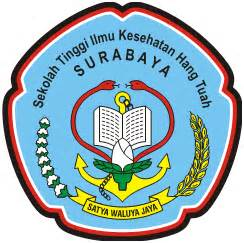 Sekolah Tinggi Ilmu Kesehatan Hang Tuah
SURABAYA
SATYA WALUYA JAYA